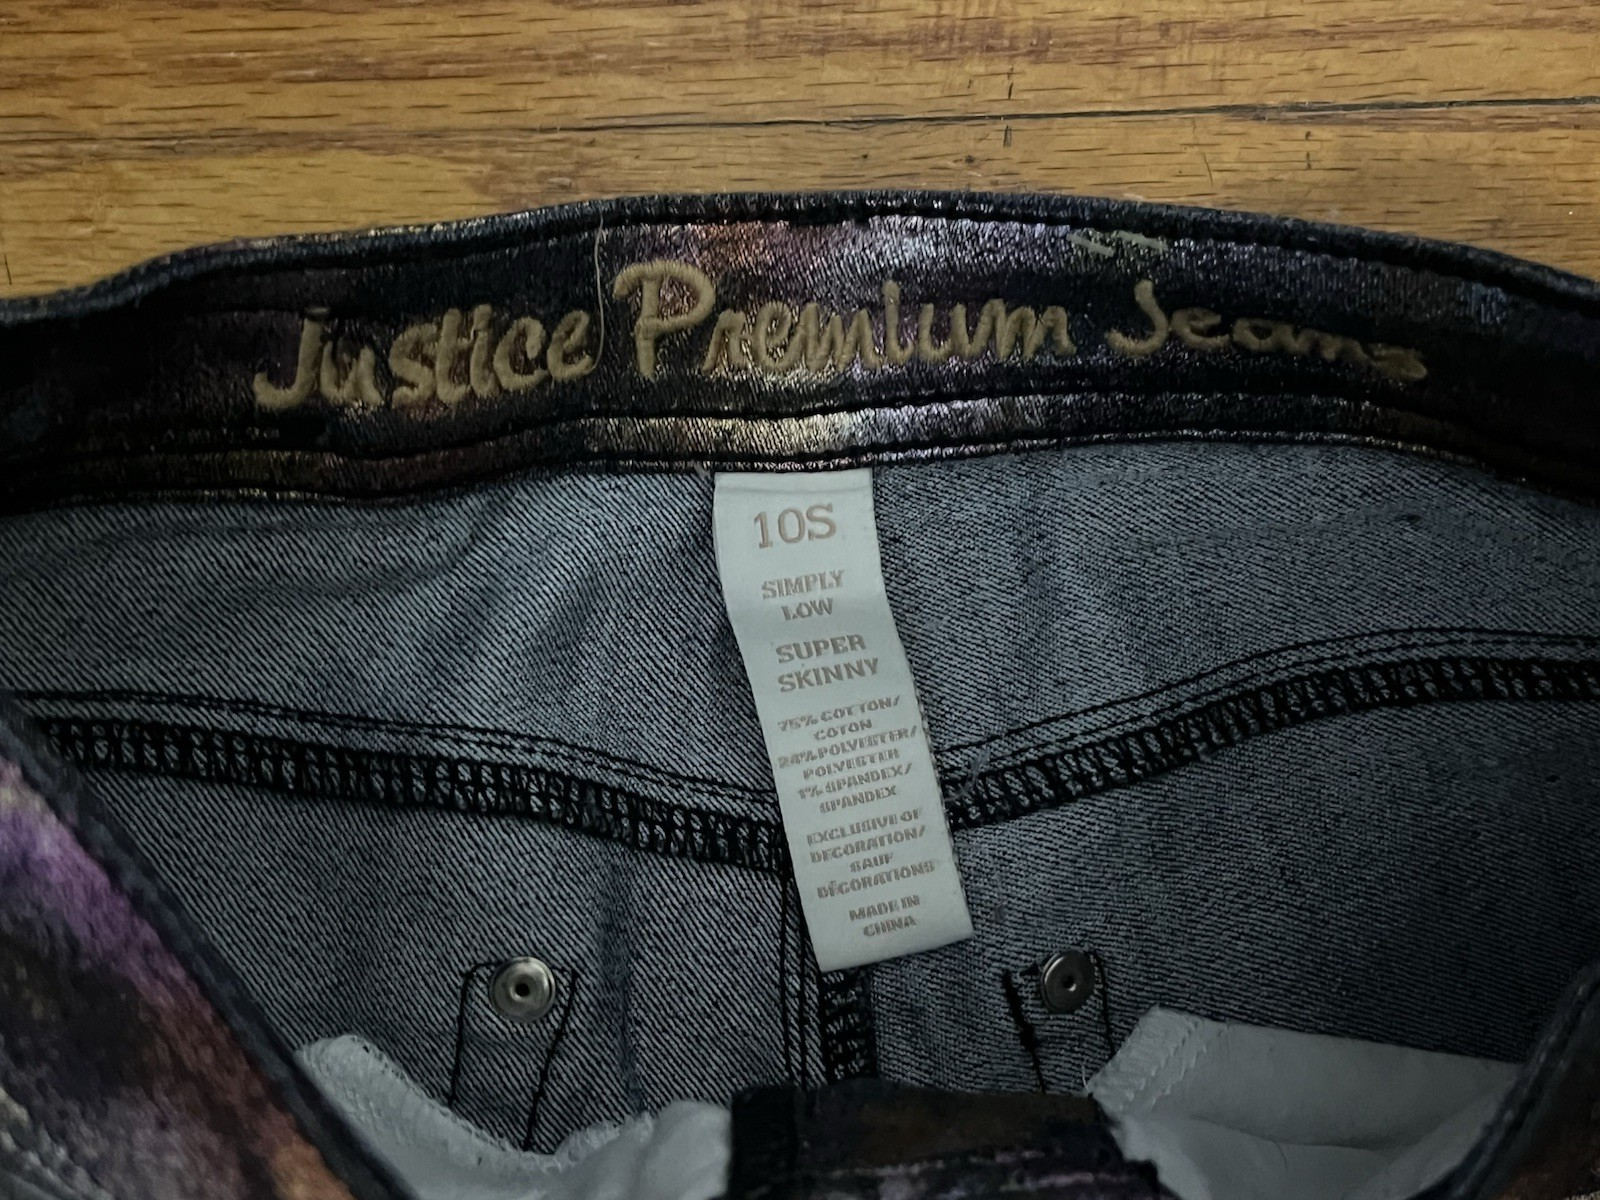 Justice Premium Jeans
10S
SIMPLY
LOW
SUPER
SKINNY
75% COTTON/
COTON
24% POLYESTER/
POLYESTER
1% SPANDEX/
SPANDEX
EXCLUSIVE OF
DECORATION/
SAUF
DÉCORATIONS
MADE IN
CHINA